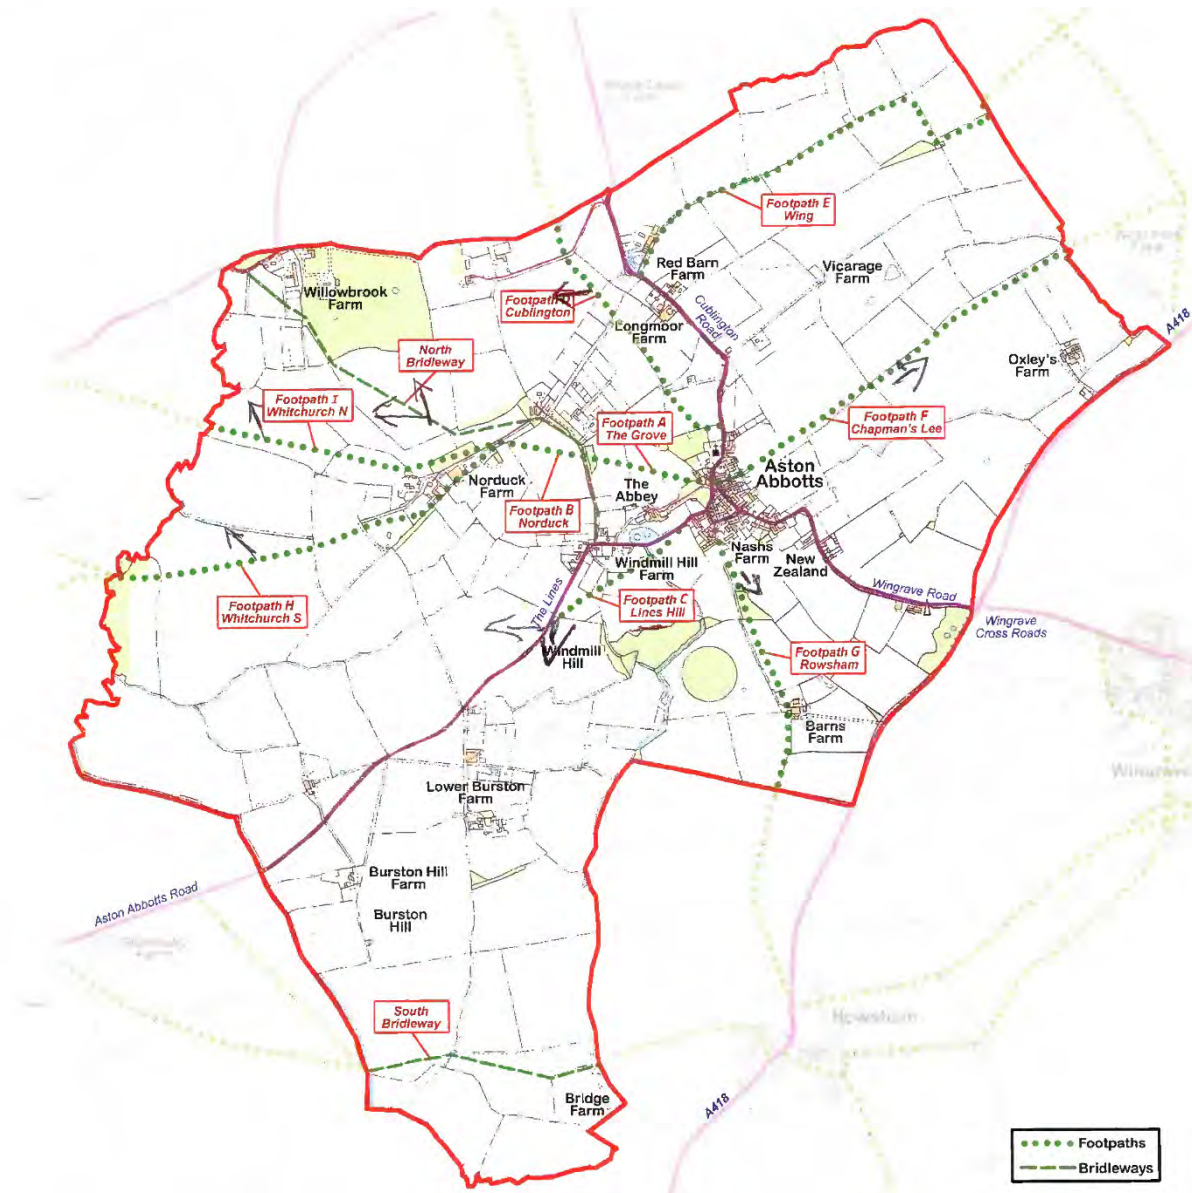 Footpath E
Wing
Red Barn
Farm
Vicarage
Farm
Willowbrook
Farm
Footpath D
Cublington
Longmoor
Farm
Cublington
Road
A418
North
Bridleway
Oxley's
Farm
Footpath I
Whitchurch N
Footpath A
The Grove
Footpath F
Chapman's Lee
Aston
Abbotts
Norduck
Farm
The
Abbey
Footpath B
Norduck
Nashs
Farm
New
Zealand
Windmill Hill
Farm
Wingrave Road
Wingrave
Cross Roads
Footpath H
Whitchurch S
The Lines
Footpath C
Lines Hill
Windmill
Hill
Footpath G
Rowsham
Barns
Farm
Wingrave
Lower Burston
Farm
Burston Hill
Farm
Aston Abbotts Road
Burston
Hill
South
Bridleway
Rowsham
Bridge
Farm
A418
Footpaths
Bridleways